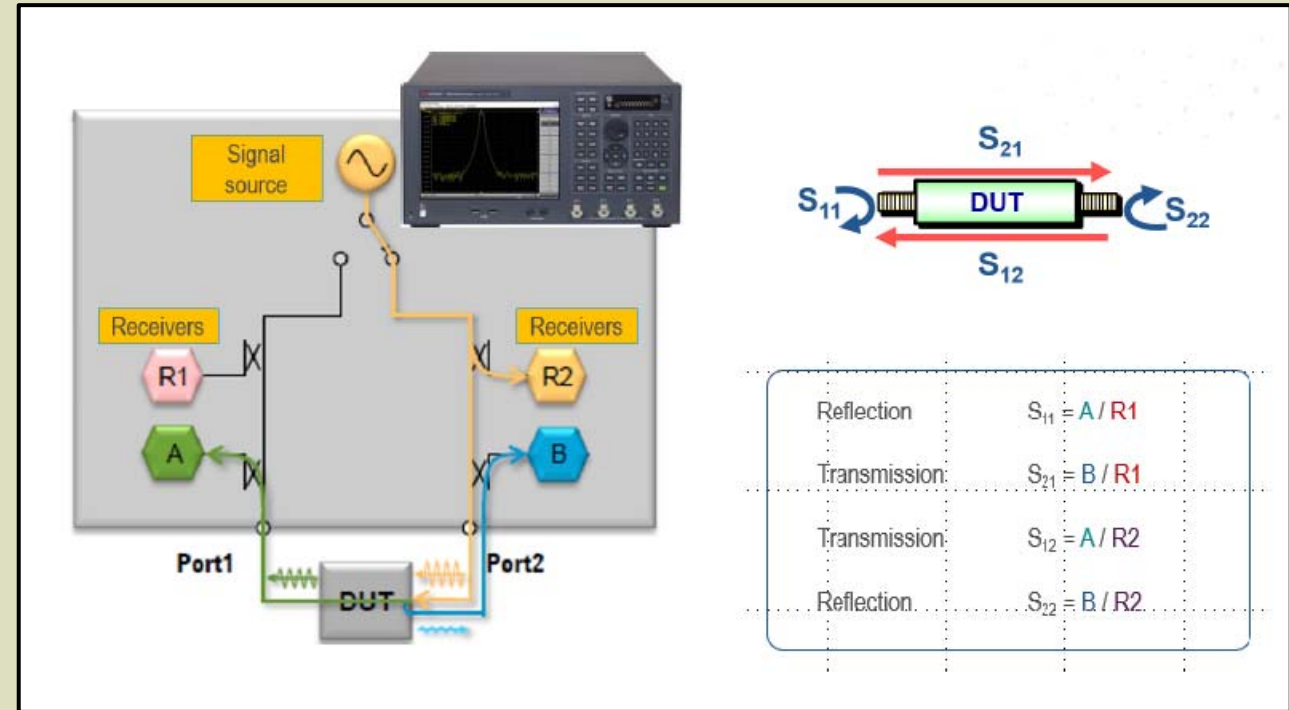 Signal
source
Receivers
Receivers
R1
R2
A
B
Port1
Port2
DUT
S21
S11
DUT
S22
S12
Reflection S11 = A / R1
Transmission S21 = B / R1
Transmission S12 = A / R2
Reflection S22 = B / R2